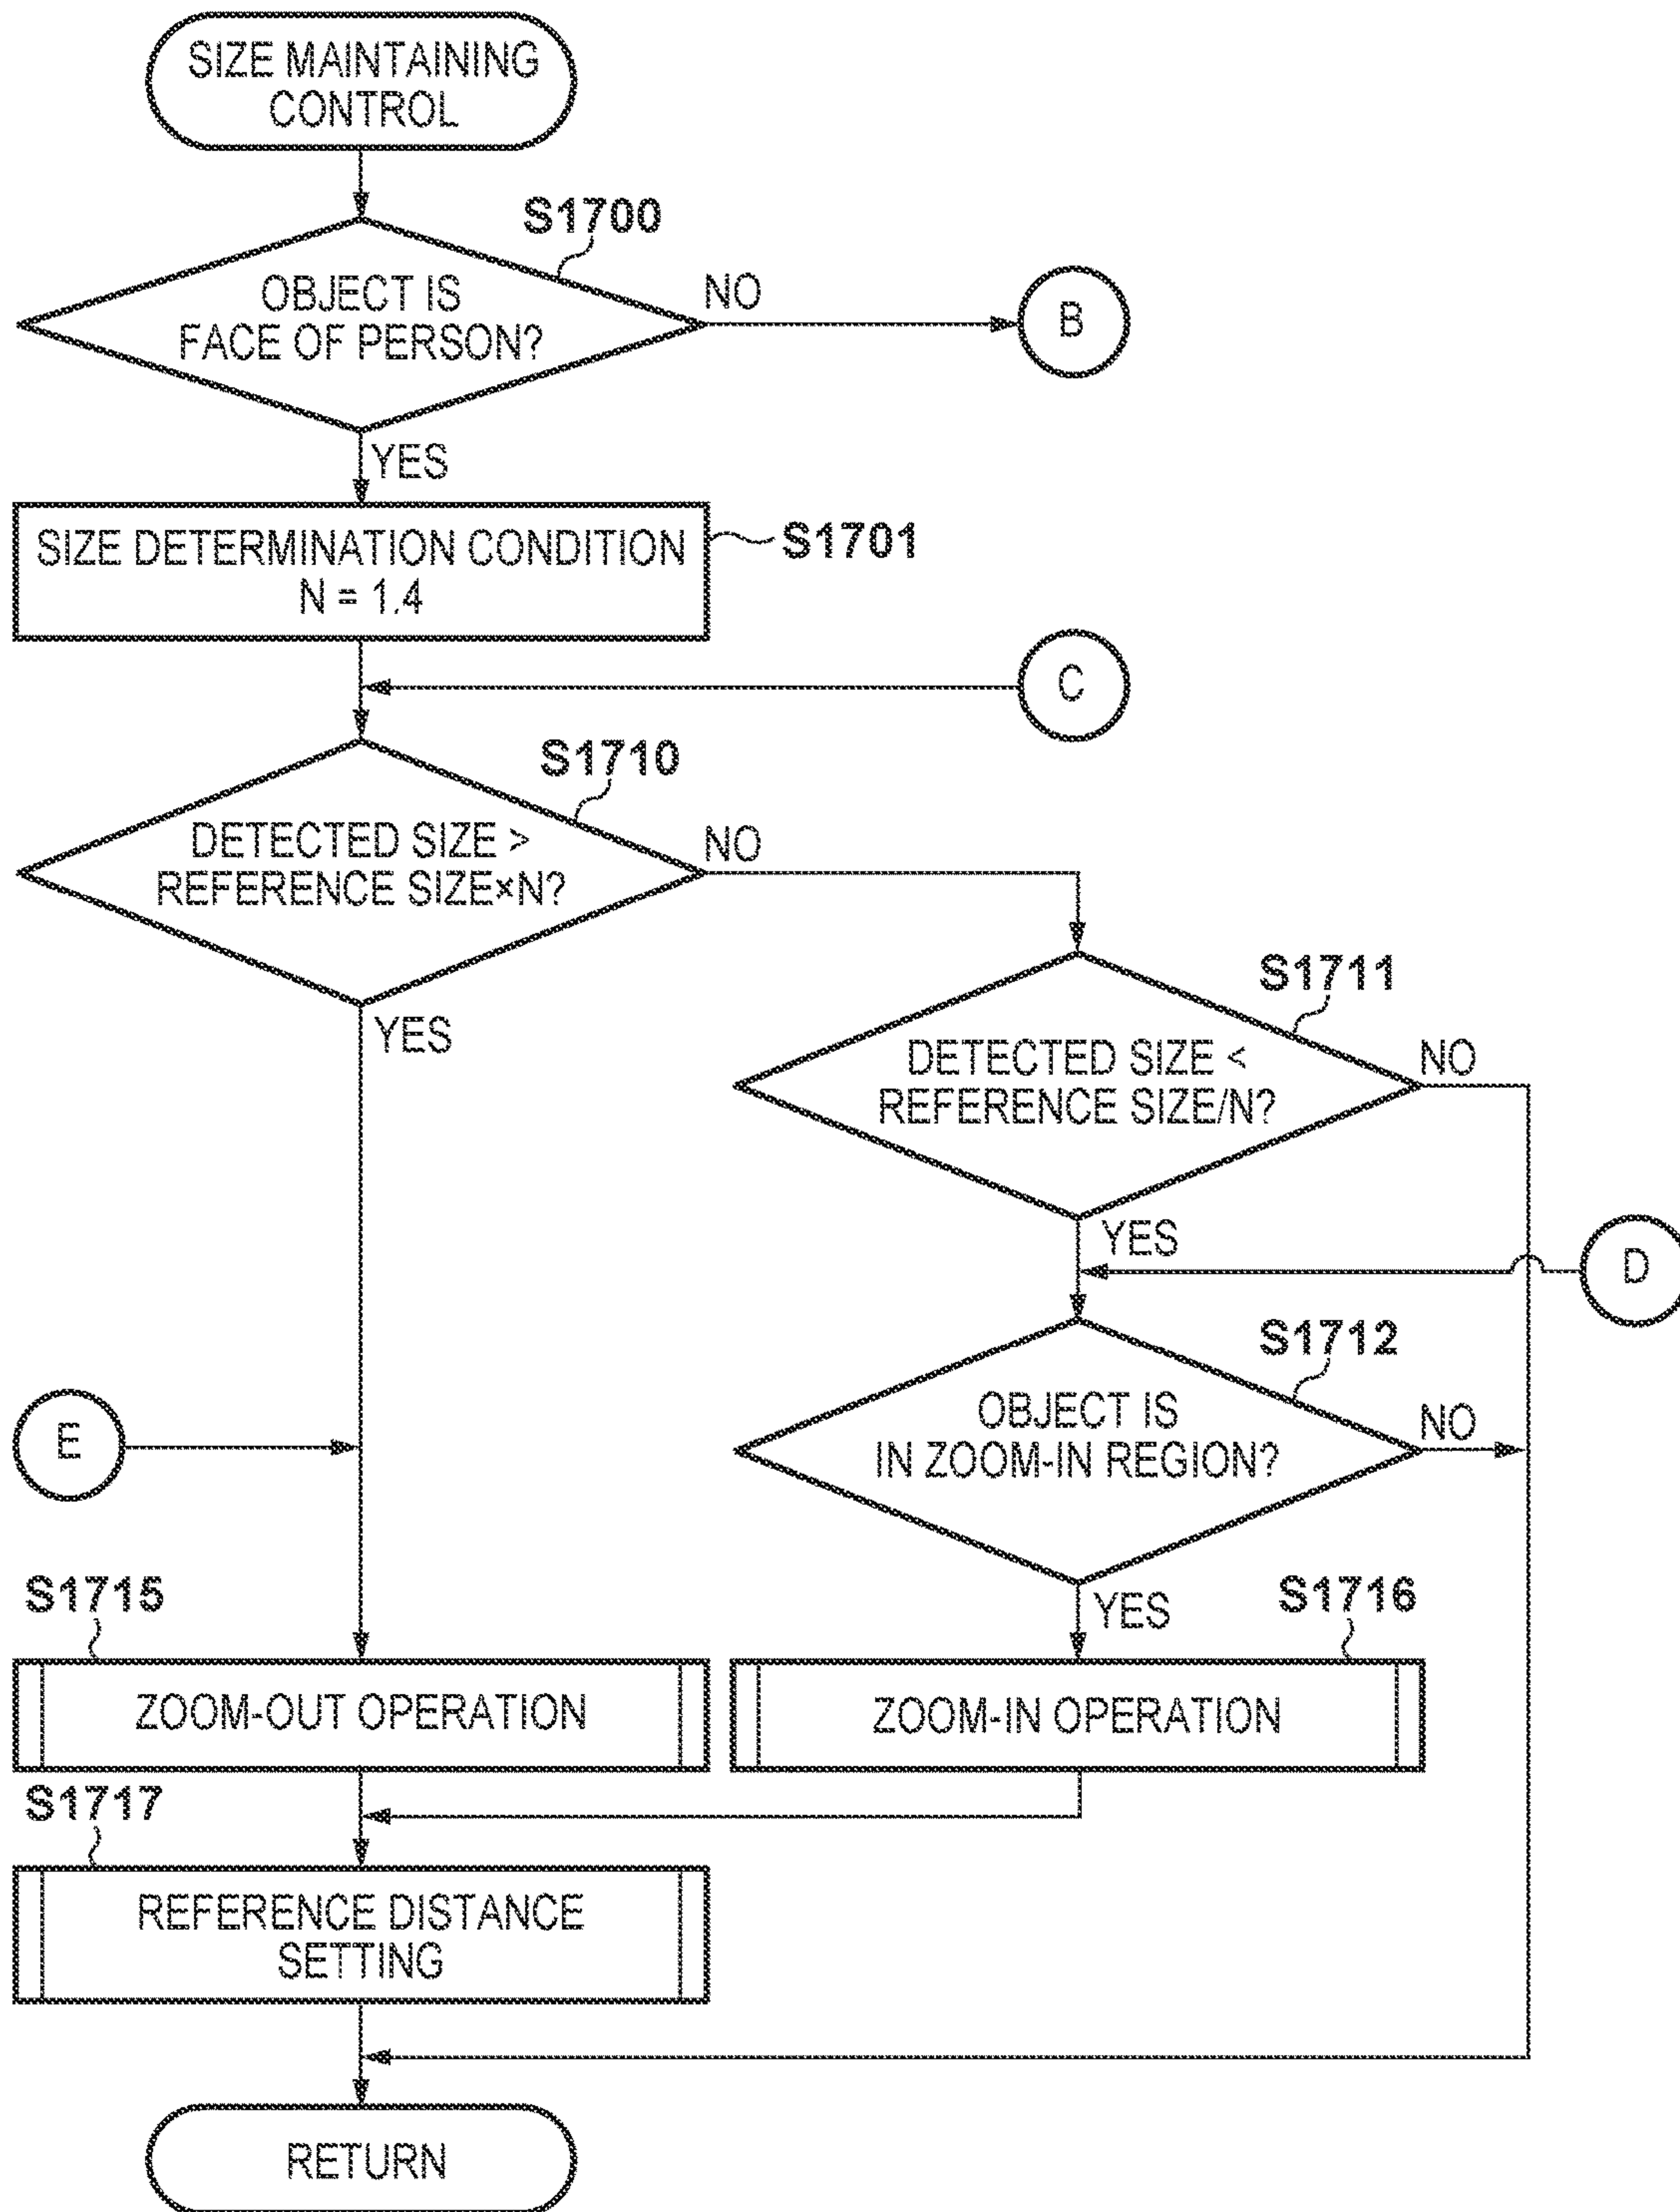 SIZE MAINTAINING
CONTROL
S1700
OBJECT IS
FACE OF PERSON?
NO
B
YES
SIZE DETERMINATION CONDITION
N = 1.4
S1701
C
S1710
DETECTED SIZE >
REFERENCE SIZE×N?
NO
YES
S1711
DETECTED SIZE <
REFERENCE SIZE/N?
NO
YES
D
S1712
OBJECT IS
IN ZOOM-IN REGION?
NO
E
YES
S1715
ZOOM-OUT OPERATION
S1716
ZOOM-IN OPERATION
S1717
REFERENCE DISTANCE
SETTING
RETURN